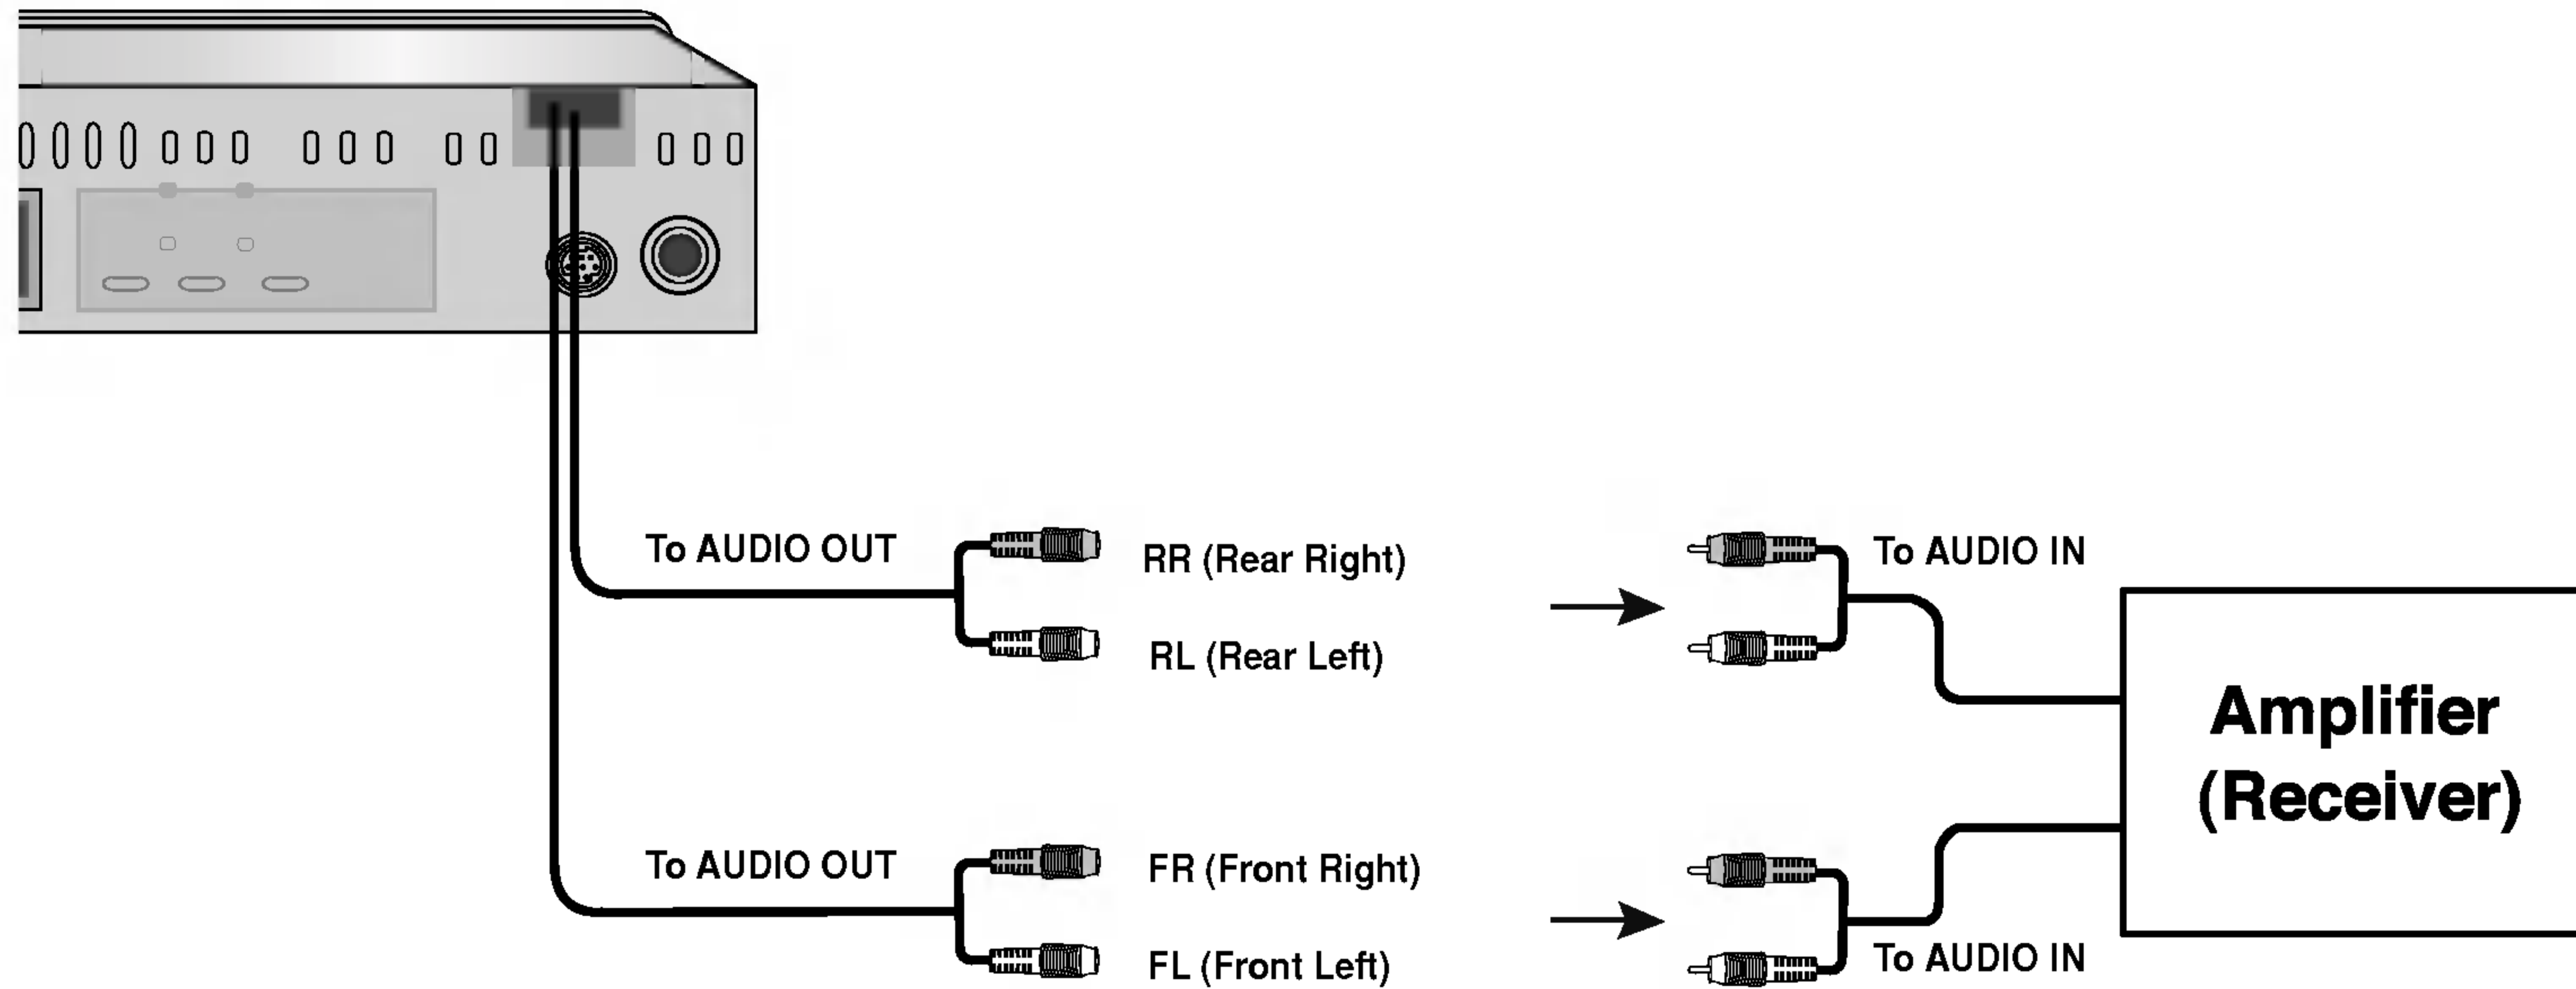 To AUDIO OUT
RR (Rear Right)
RL (Rear Left)
To AUDIO IN
Amplifier
(Receiver)
To AUDIO OUT
FR (Front Right)
FL (Front Left)
To AUDIO IN